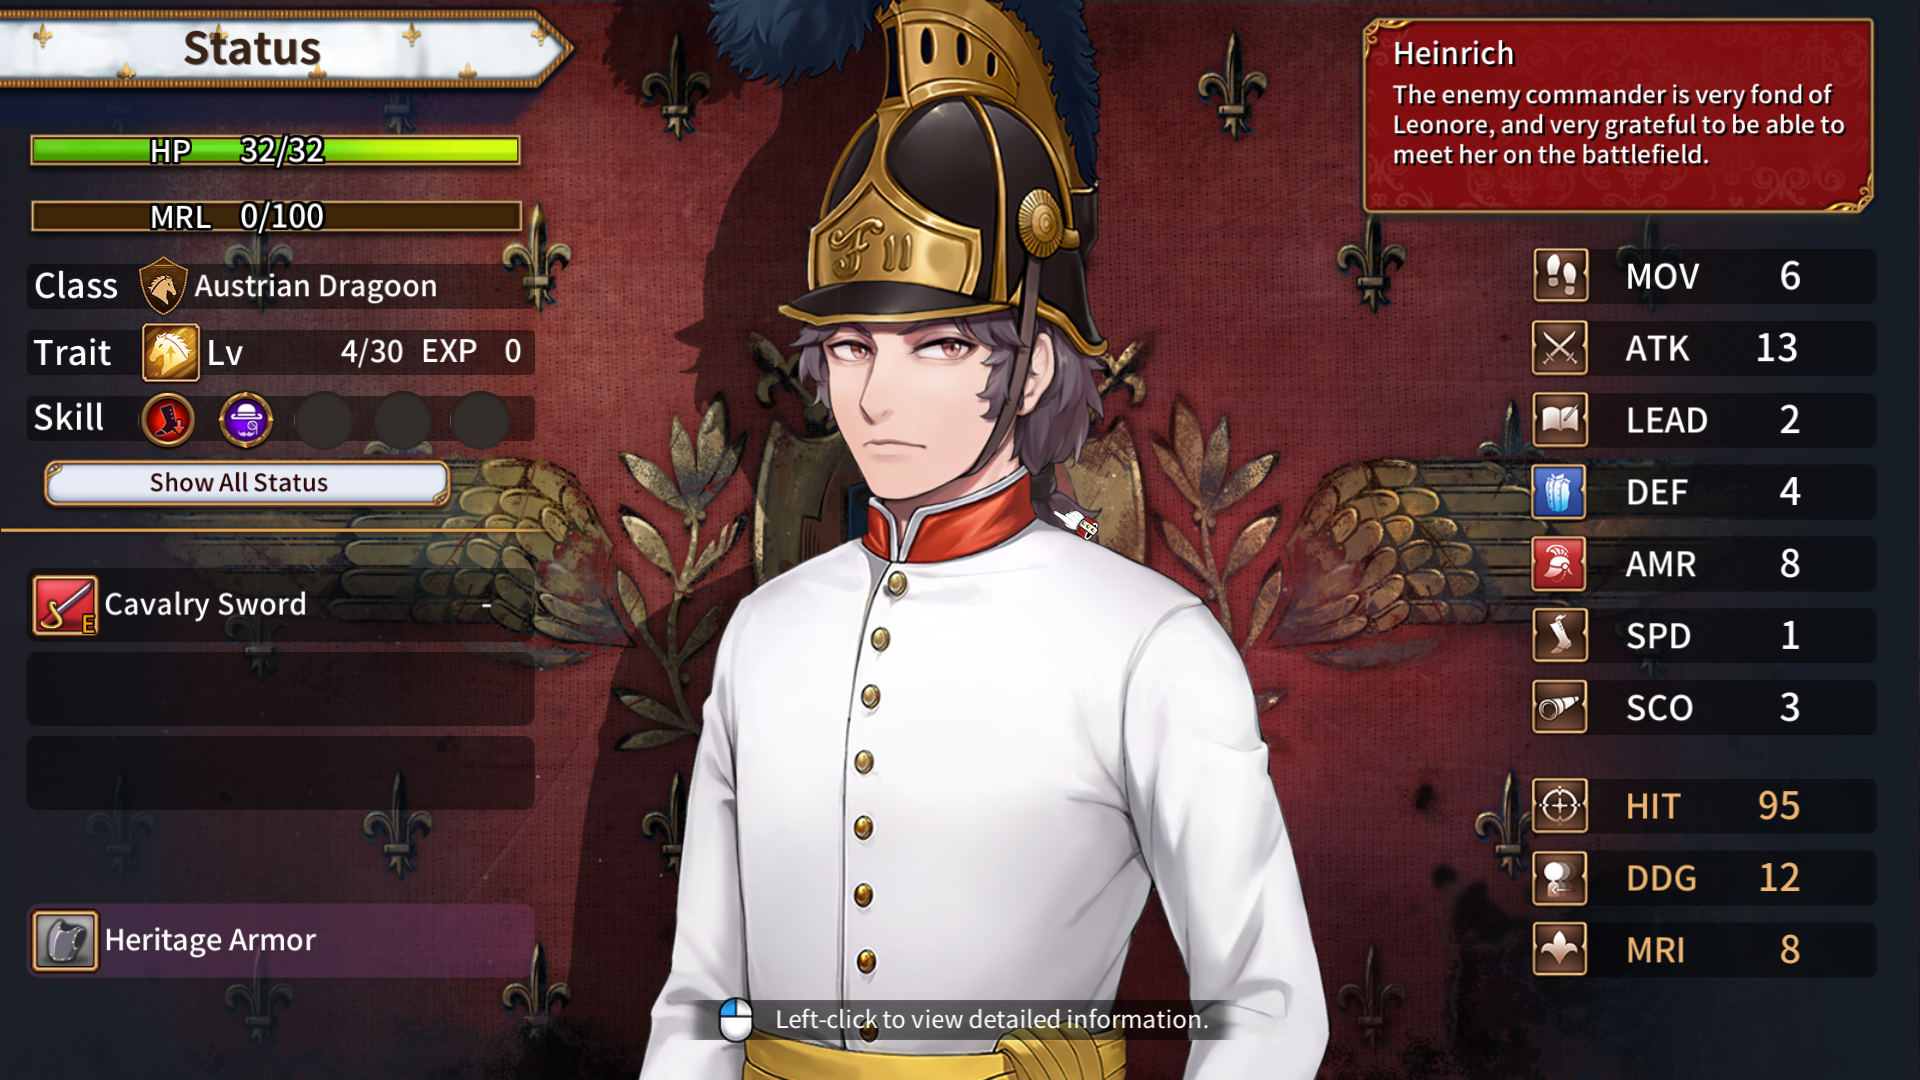 Status
HP 32/32
MRL 0/100
Class Austrian Dragoon
Trait Lv 4/30 EXP 0
Skill
Show All Status
Cavalry Sword -
E
Heritage Armor
F II
Heinrich
The enemy commander is very fond of
Leonore, and very grateful to be able to
meet her on the battlefield.
MOV 6
ATK 13
LEAD 2
DEF 4
AMR 8
SPD 1
SCO 3
HIT 95
DDG 12
MRI 8
Left-click to view detailed information.